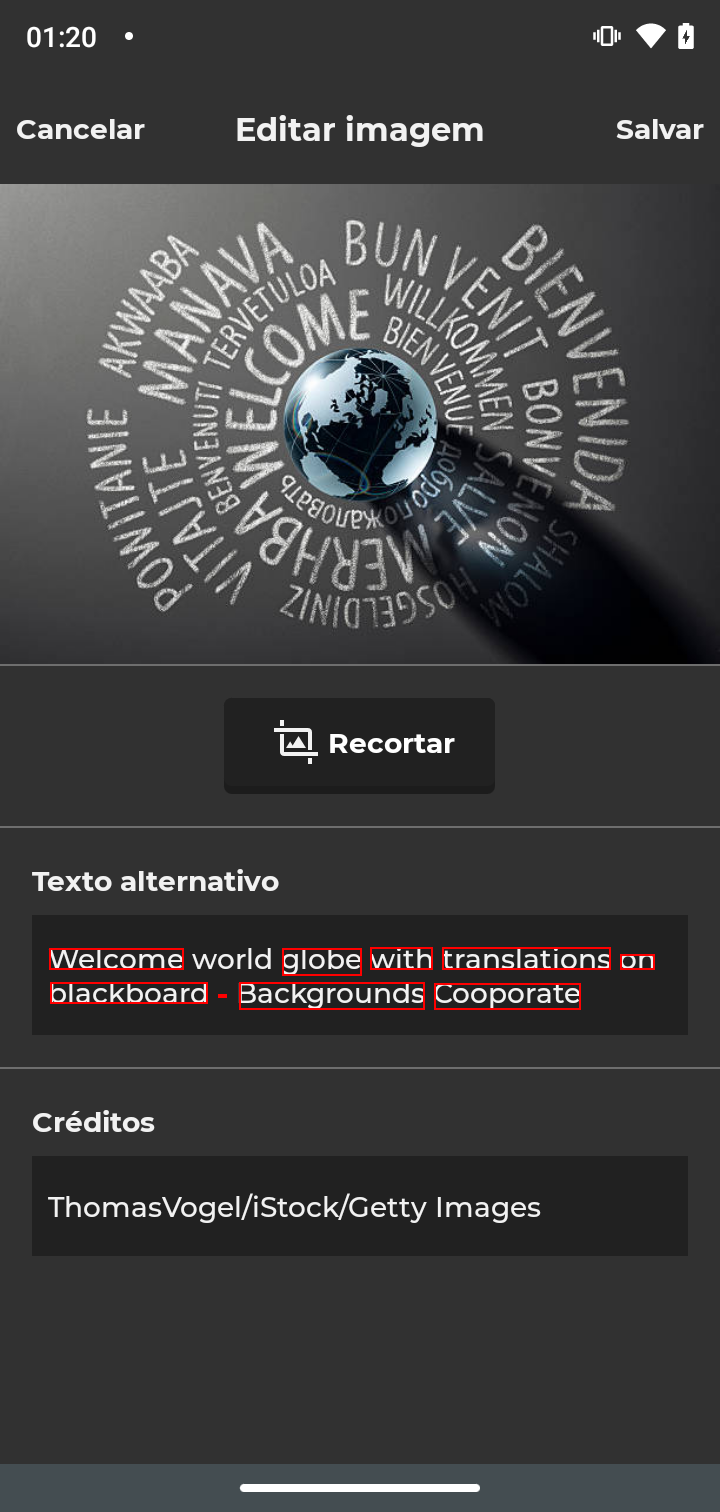 01:20
Cancelar
Editar imagem
Salvar
AKWAABA
MANAVA
TERVETULOA
WELCOME
BUN VENIT
WILLKOMMEN
BIENVENUE
BIENVENIDA
BONVENON
SALVE
SHALOM
добро пожаловать
MERHBA
HOSGELDINIZ
BENVENUTI
VITAJTE
POWITANIE
VITAJTE
Recortar
Texto alternativo
Welcome world globe with translations on
blackboard - Backgrounds Cooporate
Créditos
ThomasVogel/iStock/Getty Images